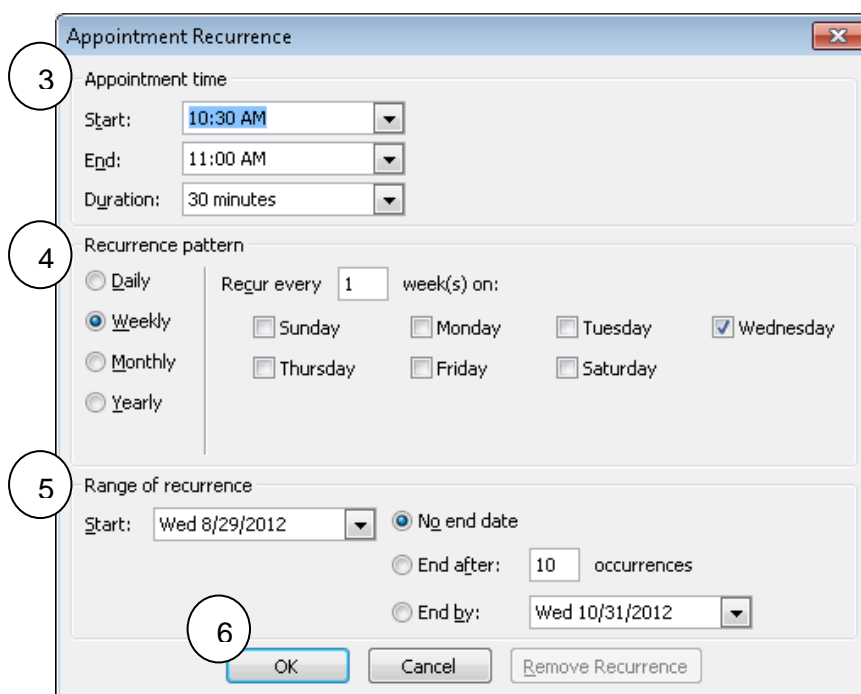 Appointment Recurrence
3
Appointment time
Start: 10:30 AM
End: 11:00 AM
Duration: 30 minutes
4
Recurrence pattern
Daily Recur every 1 week(s) on:
Weekly Sunday Monday Tuesday Wednesday
Monthly Thursday Friday Saturday
Yearly
5
Range of recurrence
Start: Wed 8/29/2012 No end date
End after: 10 occurrences
End by: Wed 10/31/2012
6
OK Cancel Remove Recurrence